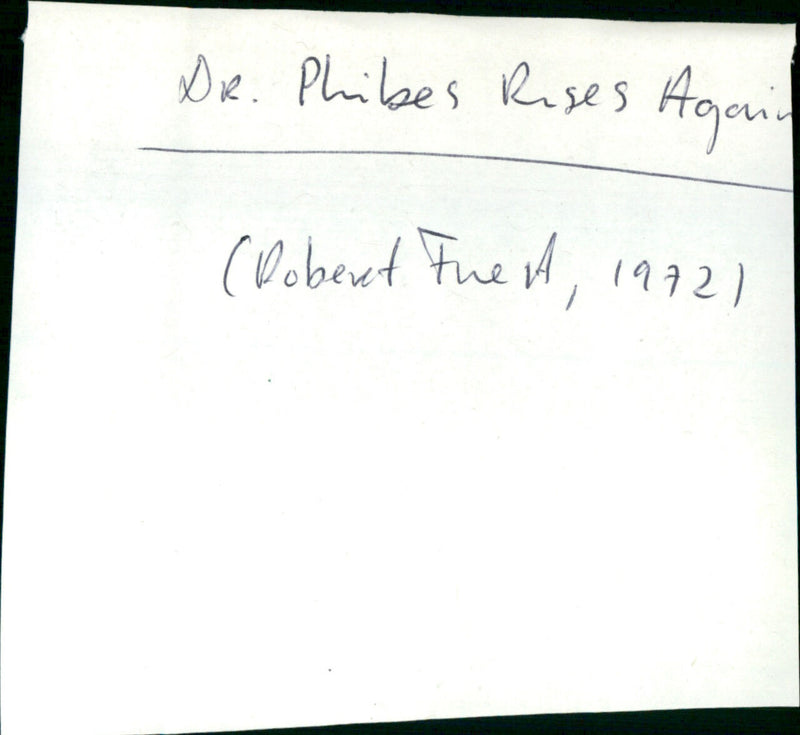 Dr. Phibes Rises Again
(Robert Fuest, 1972)